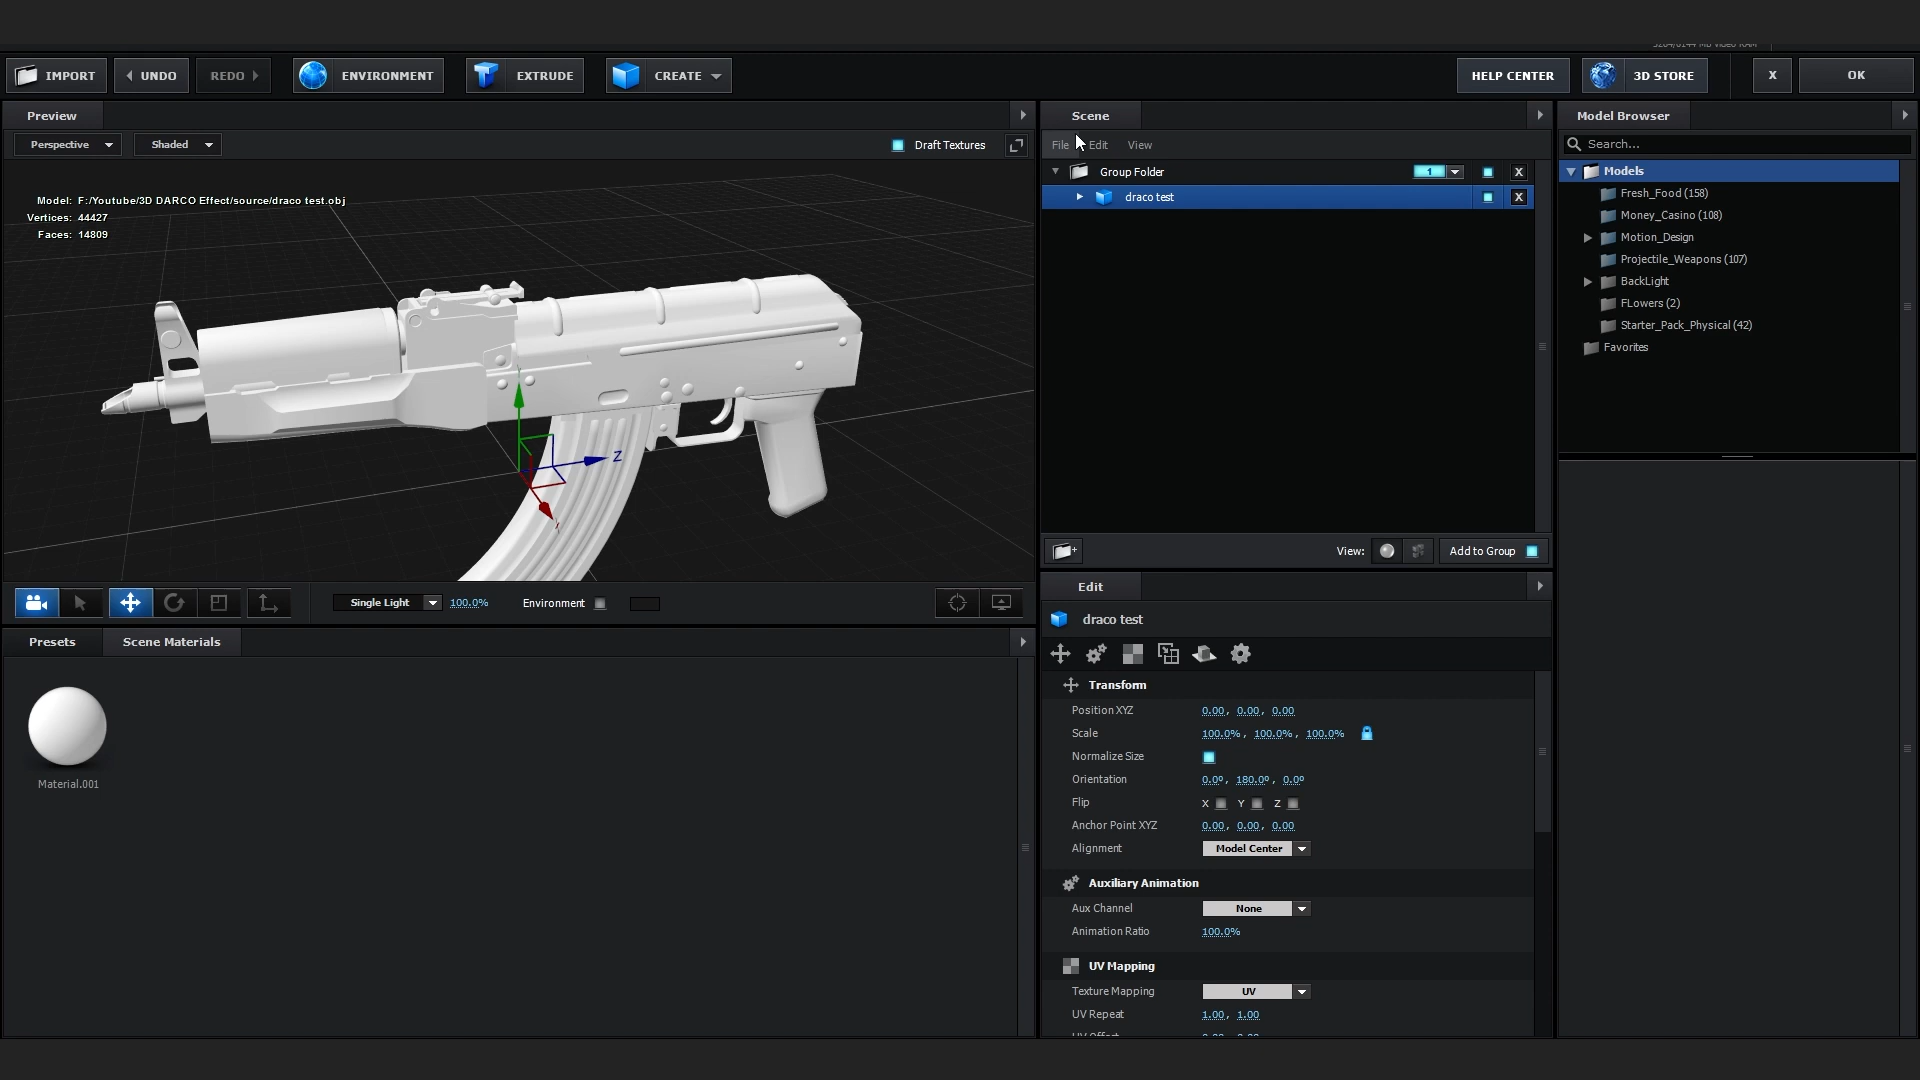 IMPORT
UNDO
REDO
ENVIRONMENT
EXTRUDE
CREATE
HELP CENTER
3D STORE
X
OK
Preview
Perspective
Shaded
Draft Textures
Model: F:/Youtube/3D DARCO Effect/source/draco test.obj
Vertices: 44427
Faces: 14809
Z
Single Light
100.0%
Environment
Presets
Scene Materials
Material.001
Scene
File
Edit
View
Group Folder
1
X
draco test
X
View:
Add to Group
Edit
draco test
Transform
Position XYZ 0.00, 0.00, 0.00
Scale 100.0%, 100.0%, 100.0%
Normalize Size
Orientation 0.0º, 180.0º, 0.0º
Flip X Y Z
Anchor Point XYZ 0.00, 0.00, 0.00
Alignment Model Center
Auxiliary Animation
Aux Channel None
Animation Ratio 100.0%
UV Mapping
Texture Mapping UV
UV Repeat 1.00, 1.00
Model Browser
Search...
Models
Fresh_Food (158)
Money_Casino (108)
Motion_Design
Projectile_Weapons (107)
BackLight
FLowers (2)
Starter_Pack_Physical (42)
Favorites